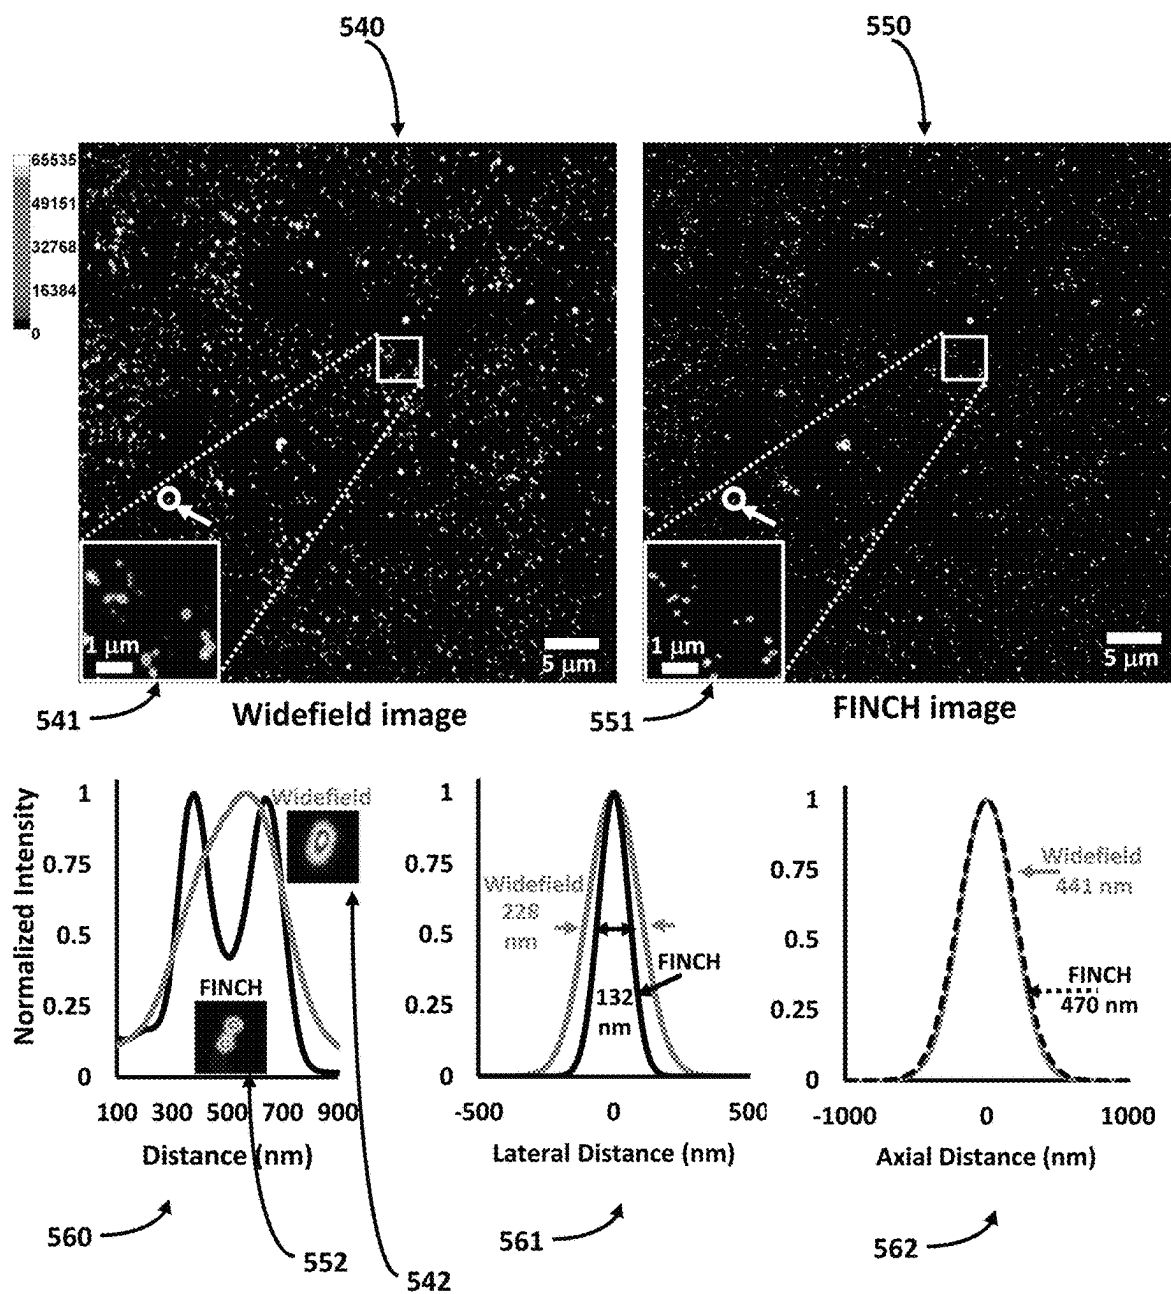 540
550
65535
49151
32768
16384
0
1 μm
5 μm
1 μm
5 μm
541
Widefield image
551
FINCH image
Normalized Intensity
1
0.75
0.5
0.25
0
Widefield
FINCH
100 300 500 700 900
Distance (nm)
560
552
542
1
0.75
0.5
0.25
0
Widefield
228
nm
FINCH
132
nm
-500 0 500
Lateral Distance (nm)
561
1
0.75
0.5
0.25
0
Widefield
441 nm
FINCH
470 nm
-1000 0 1000
Axial Distance (nm)
562